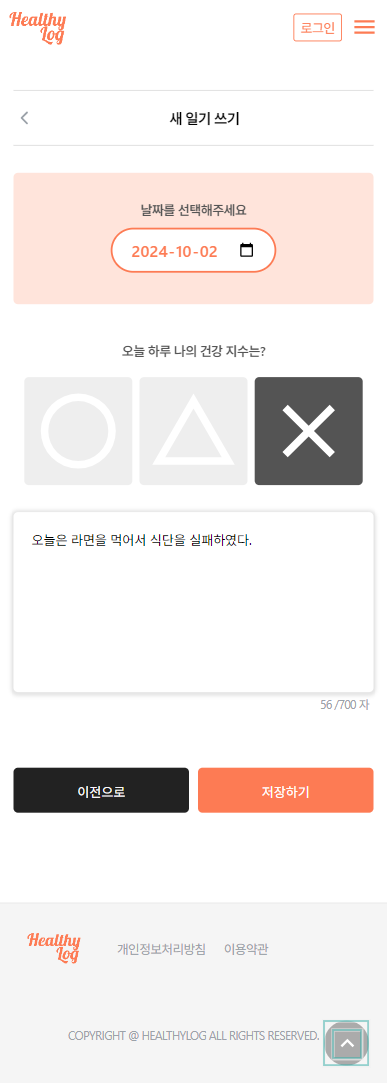 Healthy
Log
로그인
새 일기 쓰기
날짜를 선택해주세요
2024-10-02
오늘 하루 나의 건강 지수는?
오늘은 라면을 먹어서 식단을 실패하였다.
56 /700 자
이전으로
저장하기
Healthy
Log
개인정보처리방침
이용약관
COPYRIGHT @ HEALTHYLOG ALL RIGHTS RESERVED.